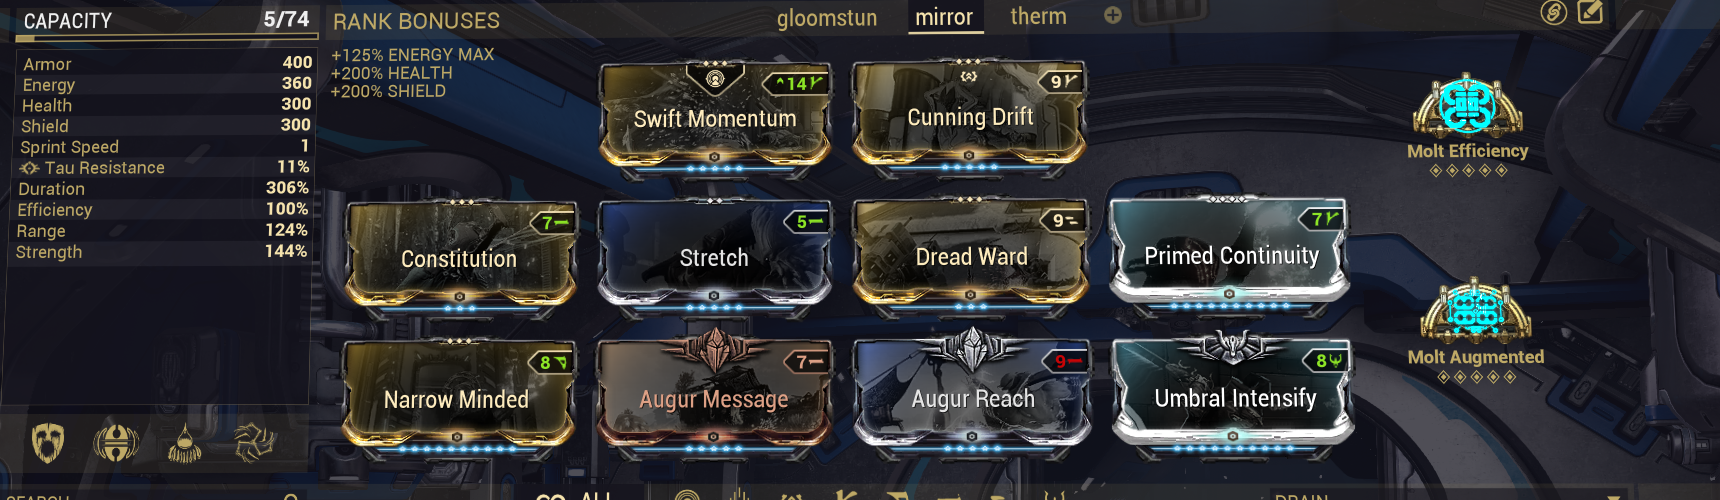 CAPACITY 5/74
RANK BONUSES
gloomstun mirror therm
+125% ENERGY MAX
+200% HEALTH
+200% SHIELD
Armor 400
Energy 360
Health 300
Shield 300
Sprint Speed 1
Tau Resistance 11%
Duration 306%
Efficiency 100%
Range 124%
Strength 144%
14
Swift Momentum
9
Cunning Drift
Molt Efficiency
7
Constitution
5
Stretch
9
Dread Ward
7
Primed Continuity
Molt Augmented
8
Narrow Minded
7
Augur Message
9
Augur Reach
8
Umbral Intensify
SEARCH
ALL
DRAIN